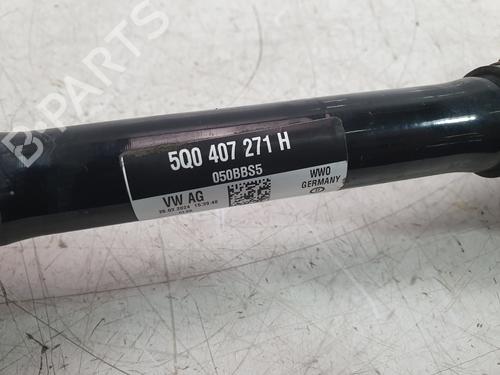 B-PARTS
5Q0 407 271 H
050BBS5
VW AG
WWO
GERMANY